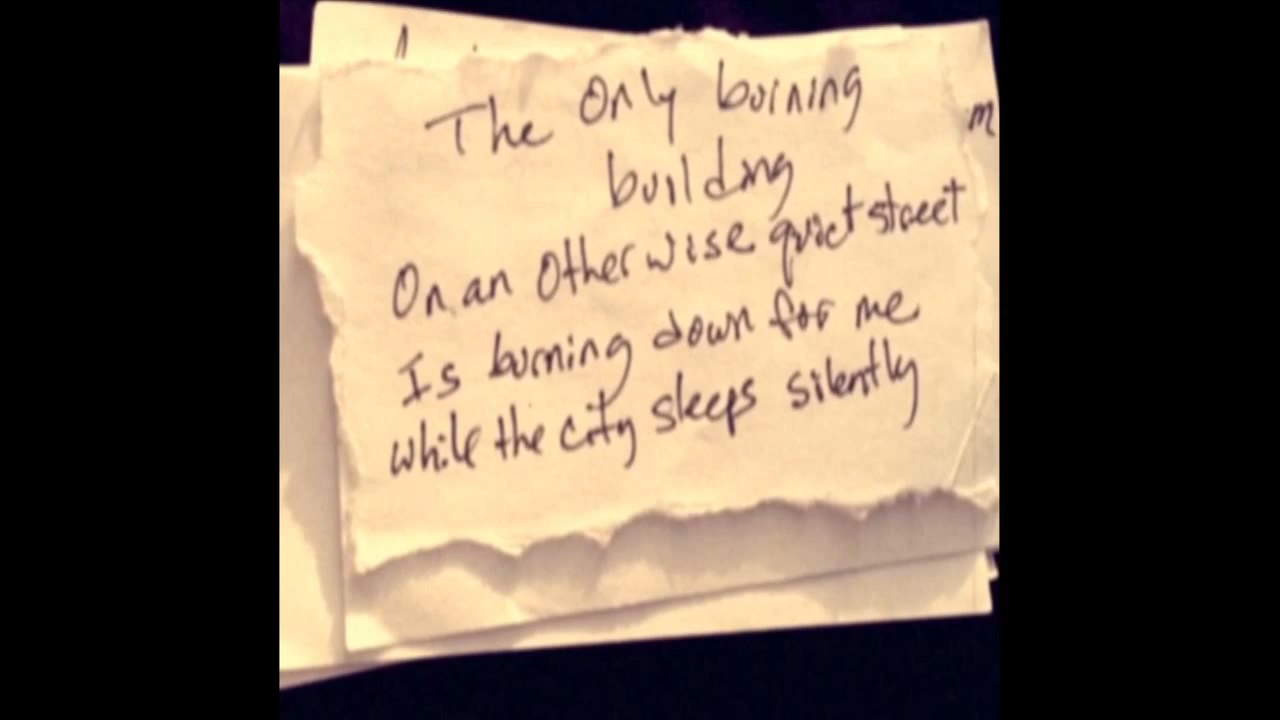 The Only burning
building
On an Otherwise quiet street
Is burning down for me
while the city sleeps silently
m